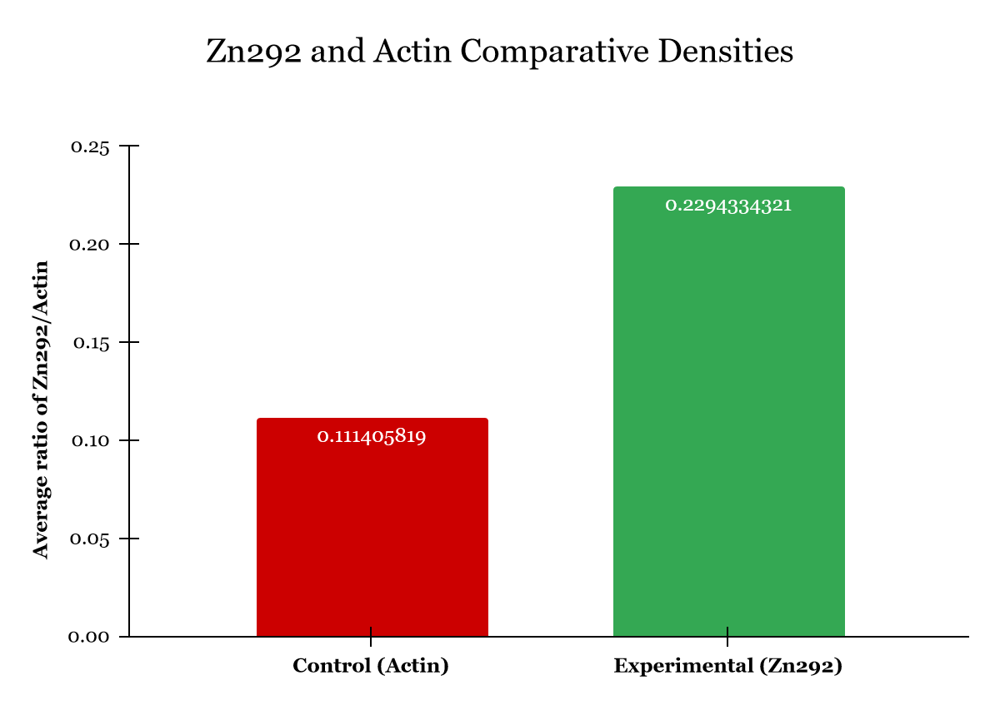 Zn292 and Actin Comparative Densities
Average ratio of Zn292/Actin
0.25
0.20
0.15
0.10
0.05
0.00
0.111405819
0.2294334321
Control (Actin)
Experimental (Zn292)